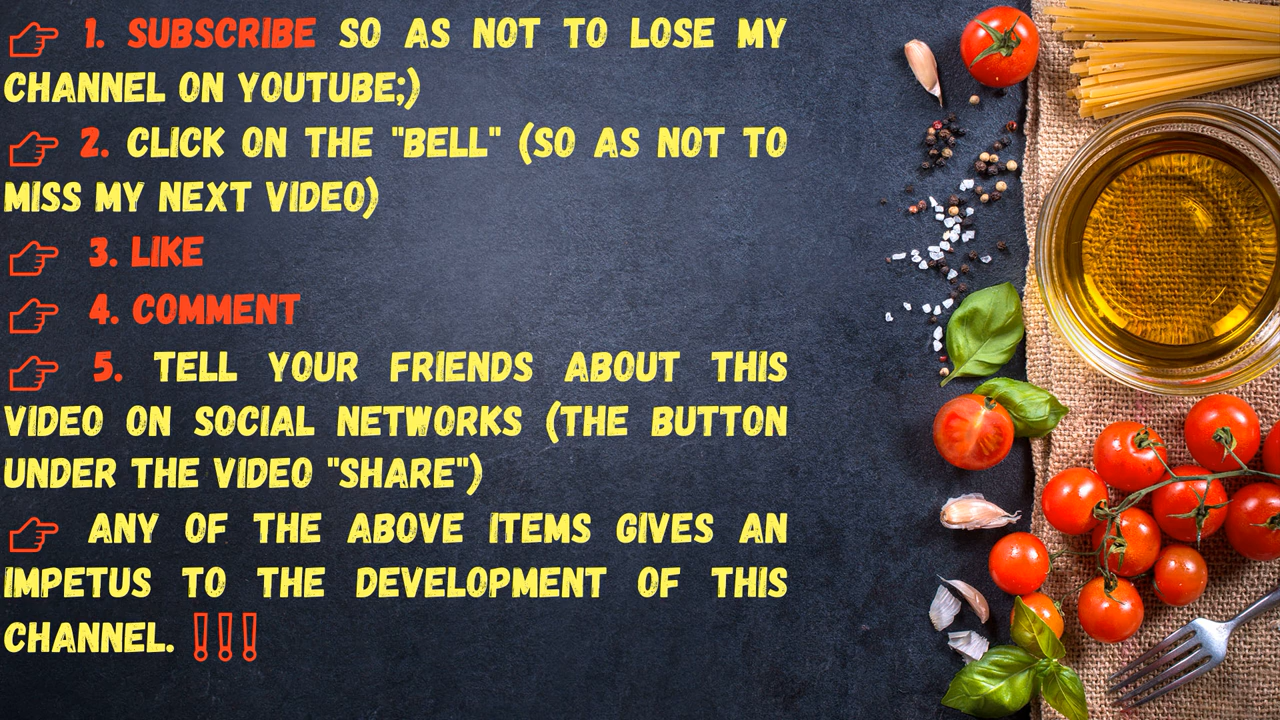 👉 1. SUBSCRIBE SO AS NOT TO LOSE MY
CHANNEL ON YOUTUBE;)
👉 2. CLICK ON THE "BELL" (SO AS NOT TO
MISS MY NEXT VIDEO)
👉 3. LIKE
👉 4. COMMENT
👉 5. TELL YOUR FRIENDS ABOUT THIS
VIDEO ON SOCIAL NETWORKS (THE BUTTON
UNDER THE VIDEO "SHARE")
👉 ANY OF THE ABOVE ITEMS GIVES AN
IMPETUS TO THE DEVELOPMENT OF THIS
CHANNEL. ❗❗❗